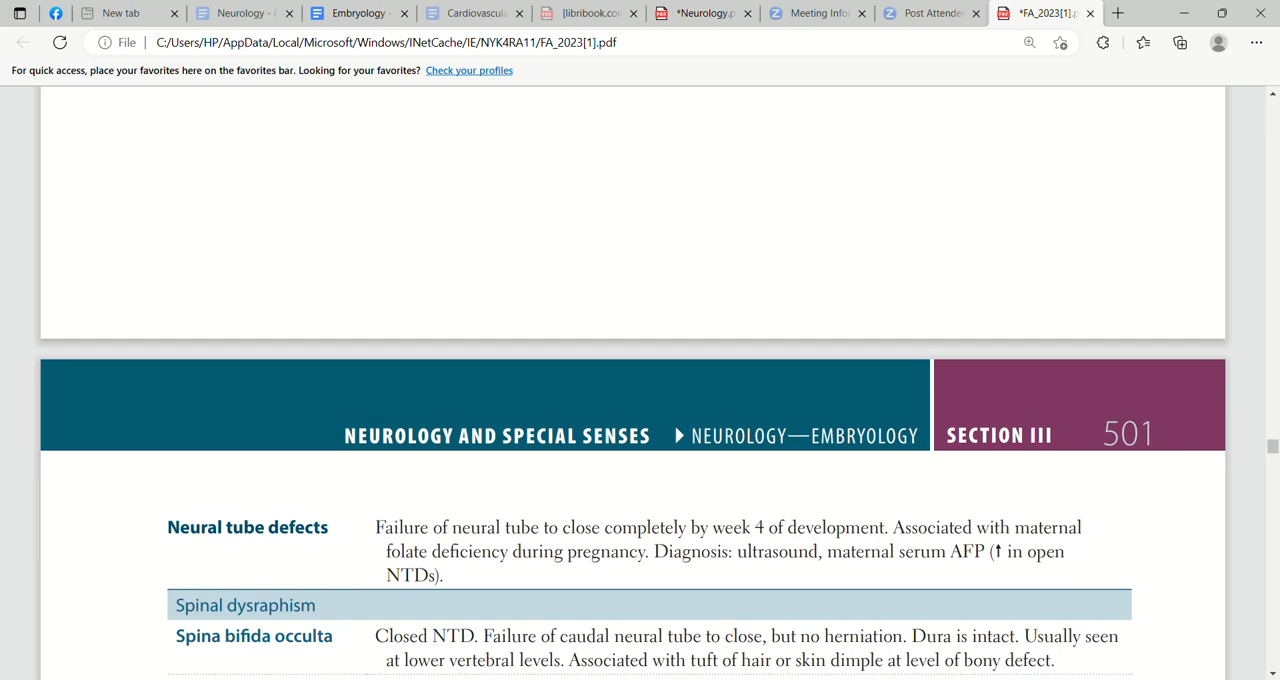 New tab
Neurology -
Embryology -
Cardiovascula
[libribook.con
*Neurology.p
Meeting Info
Post Attende
*FA_2023[1].p
File
C:/Users/HP/AppData/Local/Microsoft/Windows/INetCache/IE/NYK4RA11/FA_2023[1].pdf
For quick access, place your favorites here on the favorites bar. Looking for your favorites? Check your profiles
NEUROLOGY AND SPECIAL SENSES ▶ NEUROLOGY—EMBRYOLOGY SECTION III 501
Neural tube defects Failure of neural tube to close completely by week 4 of development. Associated with maternal
folate deficiency during pregnancy. Diagnosis: ultrasound, maternal serum AFP (↑ in open
NTDs).
Spinal dysraphism
Spina bifida occulta Closed NTD. Failure of caudal neural tube to close, but no herniation. Dura is intact. Usually seen
at lower vertebral levels. Associated with tuft of hair or skin dimple at level of bony defect.